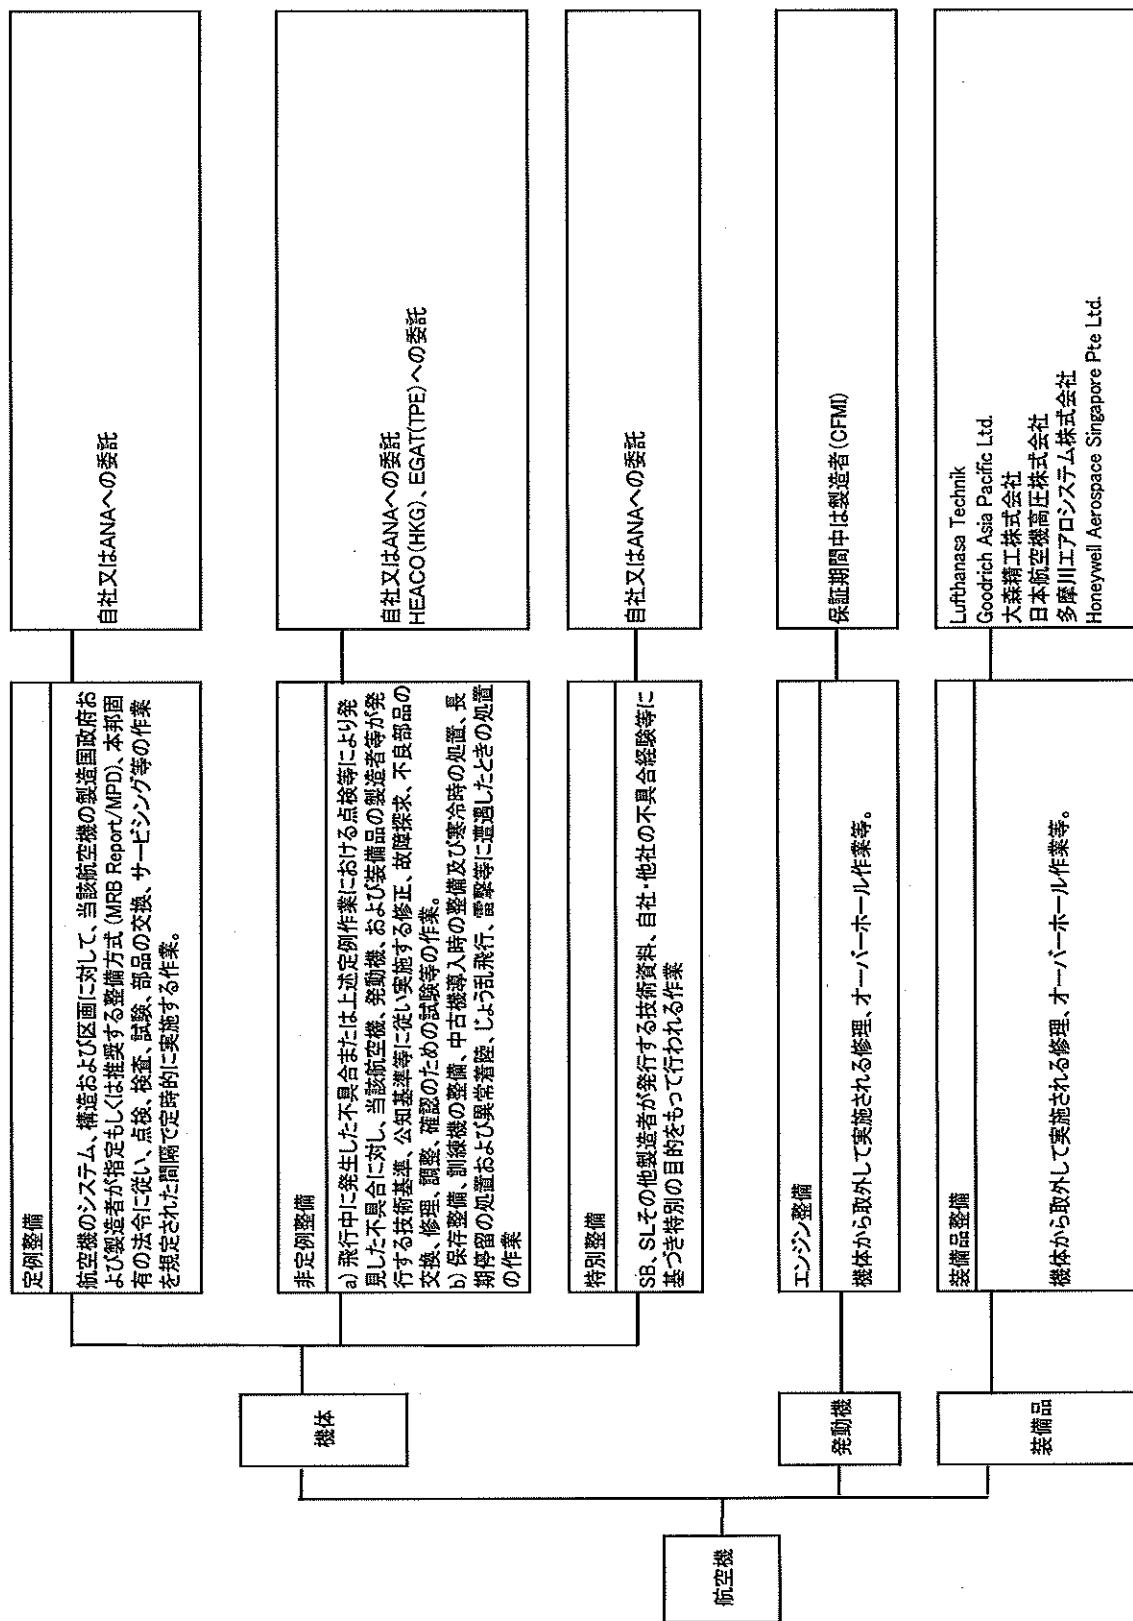 航空機
機体
発動機
装備品
定例整備
航空機のシステム、構造および区画に対して、当該航空機の製造国政府お
よび製造者が指定もしくは推奨する整備方式 (MRB Report/MPD)、本邦固
有の法令に従い、点検、検査、試験、部品の交換、サービシング等の作業
を規定された間隔で定時的に実施する作業。
自社又はANAへの委託
非定例整備
a) 飛行中に発生した不具合または上述定例作業における点検等により発
見した不具合に対し、当該航空機、発動機、および装備品の製造者等が発
行する技術基準、公知基準等に従い実施する修正、故障探求、不良部品の
交換、修理、調整、確認のための試験等の作業。
b) 保存整備、訓練機の整備、中古機導入時の整備及び寒冷時の処置、長
期停留の処置および異常着陸、じょう乱飛行、雷撃等に遭遇したときの処置
の作業
自社又はANAへの委託
HEACO(HKG)、EGAT(TPE)への委託
特別整備
SB、SLその他製造者が発行する技術資料、自社・他社の不具合経験等に
基づき特別の目的をもって行われる作業
自社又はANAへの委託
エンジン整備
機体から取外して実施される修理、オーバーホール作業等。
保証期間中は製造者(CFMI)
装備品整備
機体から取外して実施される修理、オーバーホール作業等。
Lufthanasa Technik
Goodrich Asia Pacific Ltd.
大森精工株式会社
日本航空機高圧株式会社
多摩川エアロシステム株式会社
Honeywell Aerospace Singapore Pte Ltd.